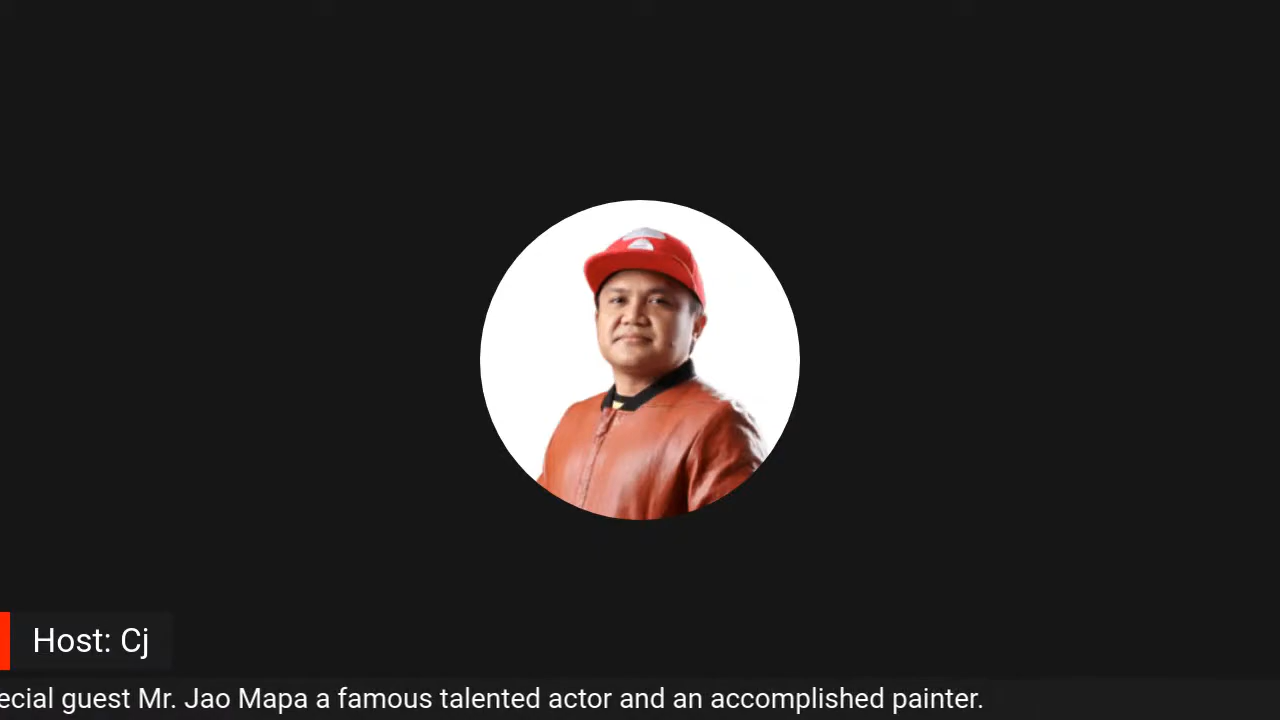 Host: Cj
ecial guest Mr. Jao Mapa a famous talented actor and an accomplished painter.